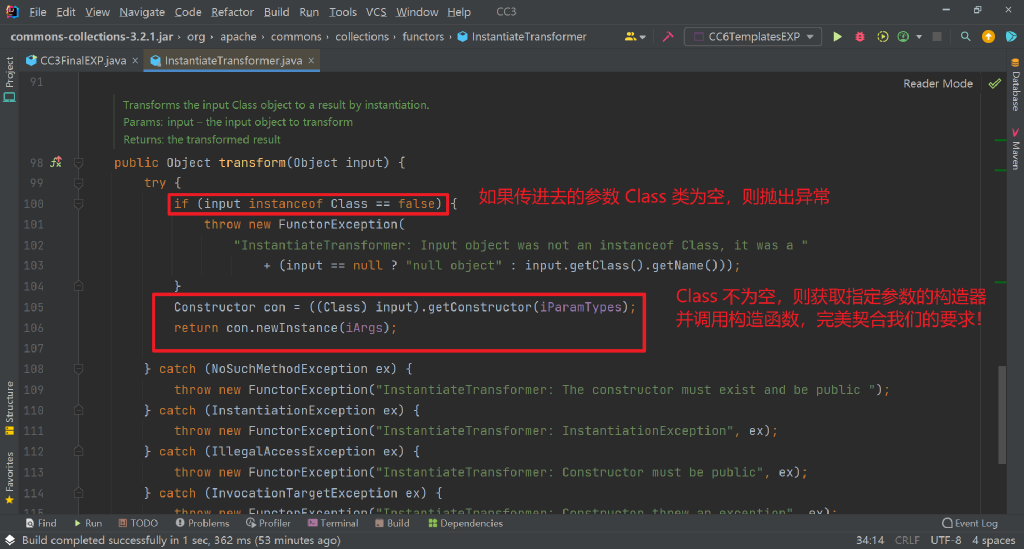 File Edit View Navigate Code Refactor Build Run Tools VCS Window Help CC3
commons-collections-3.2.1.jar › org › apache › commons › collections › functors › InstantiateTransformer
CC6TemplatesEXP
CC3FinalEXP.java × InstantiateTransformer.java ×
Project
Database
Maven
Structure
Favorites
91
Reader Mode
Transforms the input Class object to a result by instantiation.
Params: input – the input object to transform
Returns: the transformed result
98 public Object transform(Object input) {
99 try {
100 if (input instanceof Class == false) {
如果传进去的参数 Class 类为空，则抛出异常
101 throw new FunctorException(
102 "InstantiateTransformer: Input object was not an instanceof Class, it was a "
103 + (input == null ? "null object" : input.getClass().getName()));
104 }
105 Constructor con = ((Class) input).getConstructor(iParamTypes);
106 return con.newInstance(iArgs);
107
Class 不为空，则获取指定参数的构造器
并调用构造函数，完美契合我们的要求！
108 } catch (NoSuchMethodException ex) {
109 throw new FunctorException("InstantiateTransformer: The constructor must exist and be public ");
110 } catch (InstantiationException ex) {
111 throw new FunctorException("InstantiateTransformer: InstantiationException", ex);
112 } catch (IllegalAccessException ex) {
113 throw new FunctorException("InstantiateTransformer: Constructor must be public", ex);
114 } catch (InvocationTargetException ex) {
115 throw new FunctorException("InstantiateTransformer: Constructor threw an exception", ex);
Find Run TODO Problems Profiler Terminal Build Dependencies Event Log
Build completed successfully in 1 sec, 362 ms (53 minutes ago) 34:14 CRLF UTF-8 4 spaces